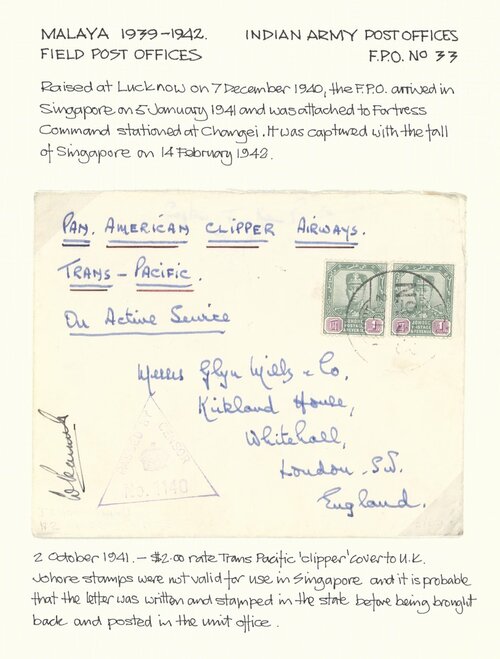 MALAYA 1939-1942. INDIAN ARMY POST OFFICES
FIELD POST OFFICES F.P.O. No 33
Raised at Lucknow on 7 December 1940, the F.P.O. arrived in
Singapore on 5 January 1941 and was attached to Fortress
Command stationed at Changei. It was captured with the fall
of Singapore on 14 February 1942.
PAN. AMERICAN CLIPPER AIRWAYS.
TRANS-PACIFIC.
On Active Service
No
Messrs Glyn Mills & Co,
Kirkland House,
Whitehall,
London. S.W.
England.
PASSED BY CENSOR
No. 1140
2 October 1941. - $2.00 rate Trans Pacific 'clipper' cover to U.K.
Johore stamps were not valid for use in Singapore and it is probable
that the letter was written and stamped in the state before being brought
back and posted in the unit office.